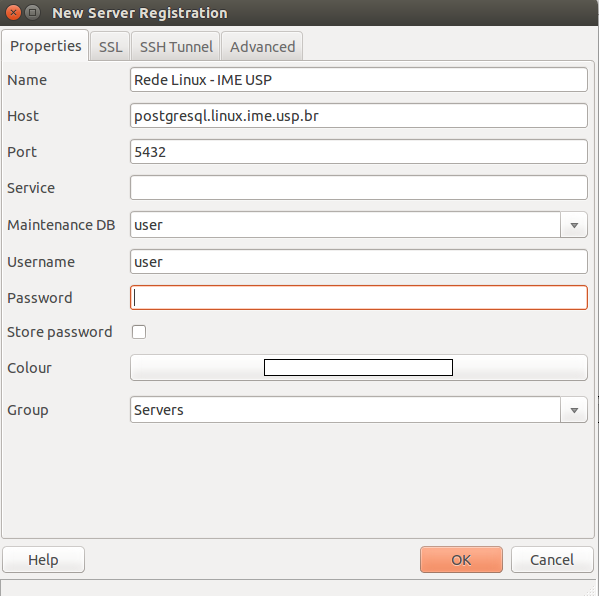 New Server Registration
Properties SSL SSH Tunnel Advanced
Name Rede Linux - IME USP
Host postgresql.linux.ime.usp.br
Port 5432
Service
Maintenance DB user
Username user
Password
Store password
Colour
Group Servers
Help OK Cancel